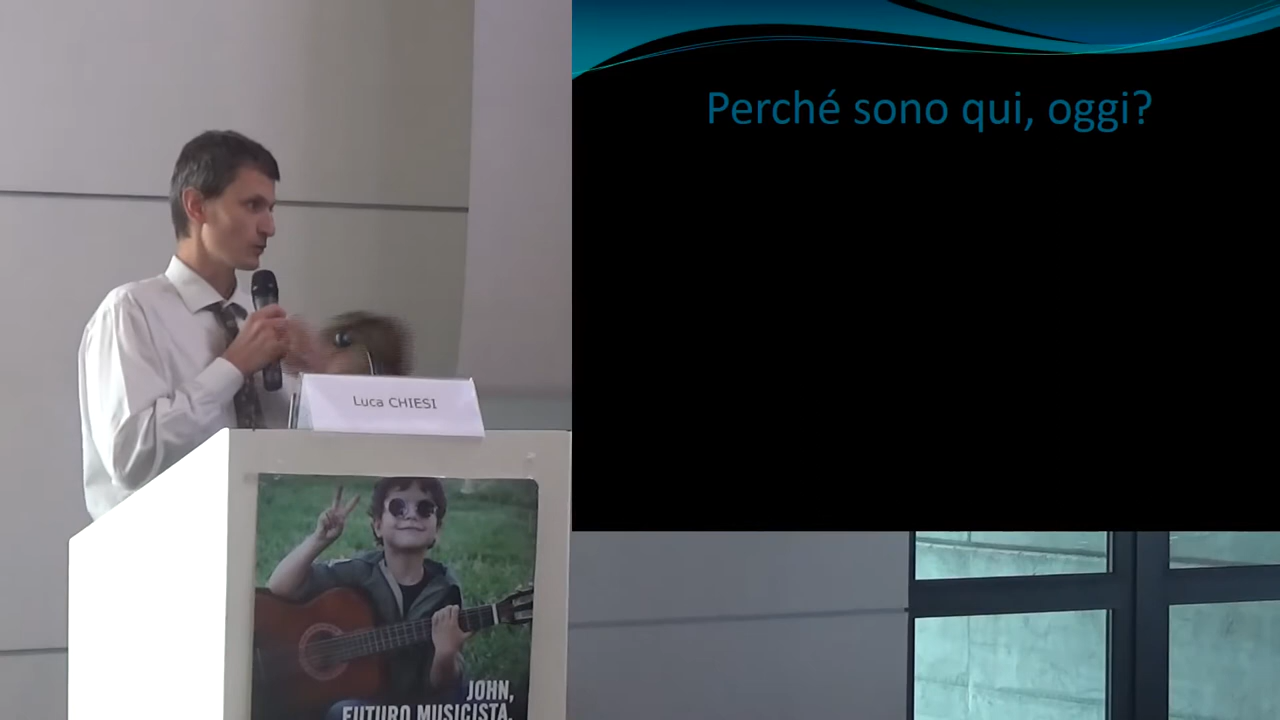 Perché sono qui, oggi?
Luca CHIESI
JOHN,
FUTURO MUSICISTA.